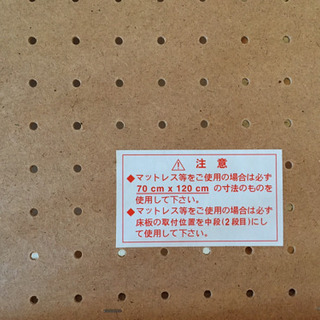 ⚠ 注意
◆マットレス等をご使用の場合は必ず
70 cm x 120 cm の寸法のものを
使用して下さい。
◆マットレス等をご使用の場合は必ず
床板の取付位置を中段(2段目)にし
て使用して下さい。